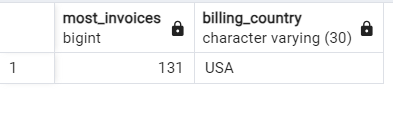 most_invoices billing_country
bigint character varying (30)
1 131 USA